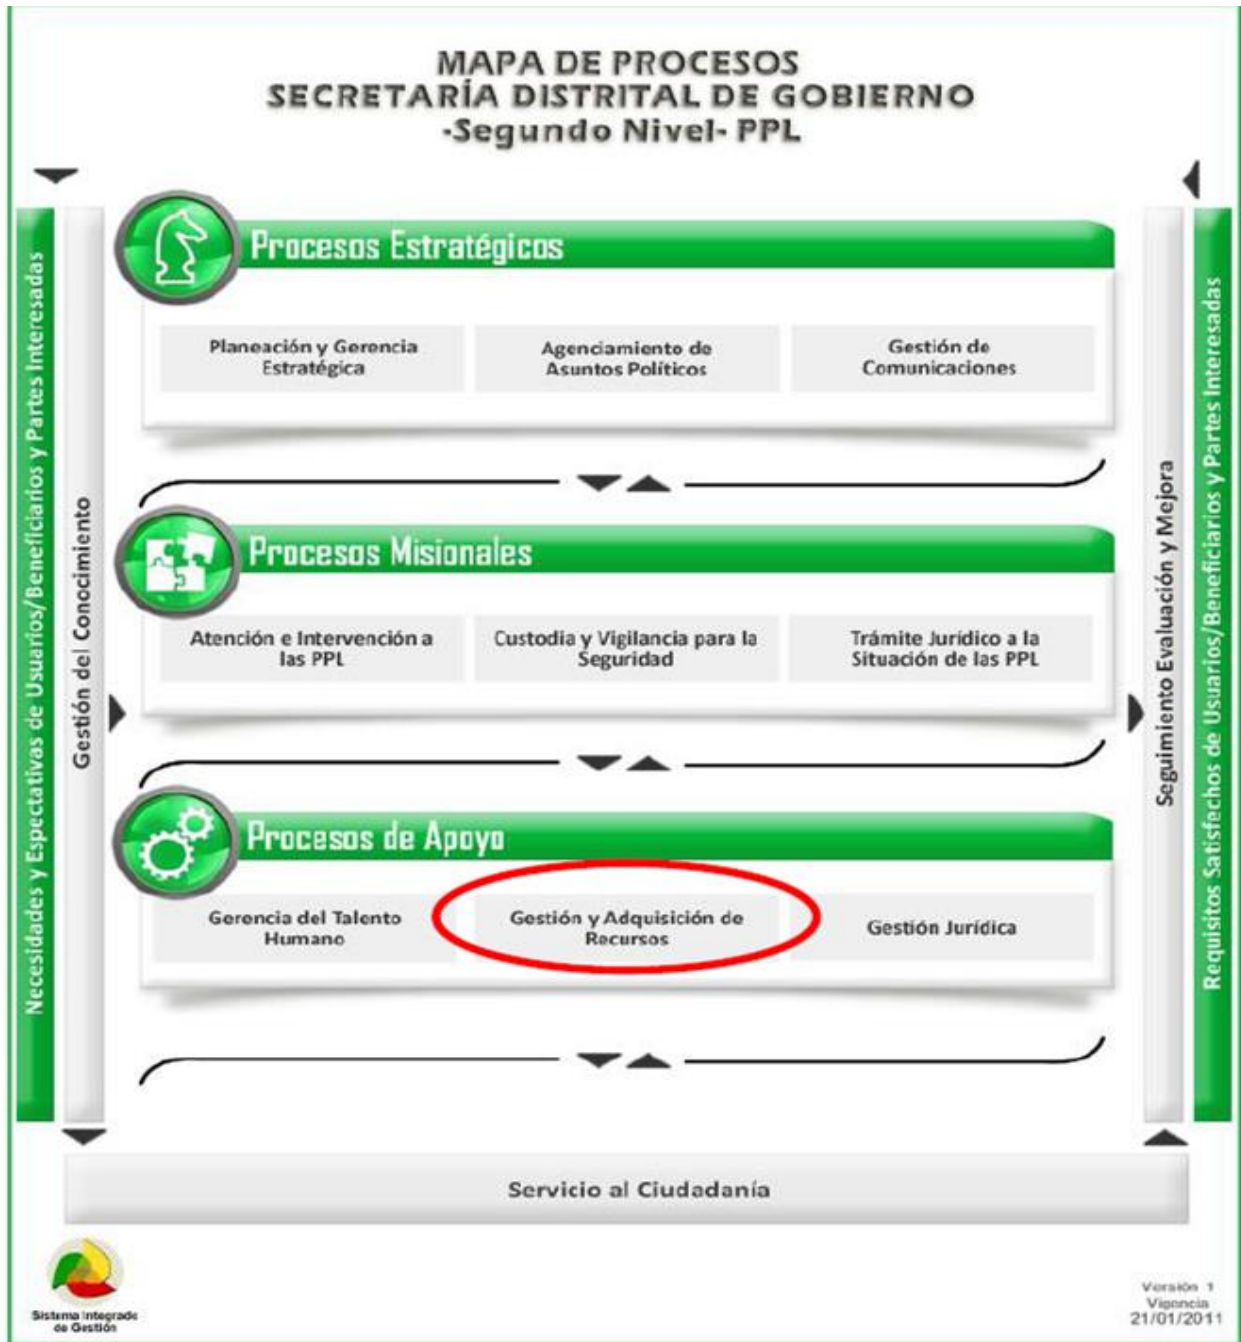 MAPA DE PROCESOS
SECRETARÍA DISTRITAL DE GOBIERNO
-Segundo Nivel- PPL
Necesidades y Espectativas de Usuarios/Beneficiarios y Partes Interesadas
Gestión del Conocimiento
Procesos Estratégicos
Planeación y Gerencia
Estratégica
Agenciamiento de
Asuntos Políticos
Gestión de
Comunicaciones
Procesos Misionales
Atención e Intervención a
las PPL
Custodia y Vigilancia para la
Seguridad
Trámite Jurídico a la
Situación de las PPL
Procesos de Apoyo
Gerencia del Talento
Humano
Gestión y Adquisición de
Recursos
Gestión Jurídica
Seguimiento Evaluación y Mejora
Requisitos Satisfechos de Usuarios/Beneficiarios y Partes Interesadas
Servicio al Ciudadanía
Sistema Integrado
de Gestión
Versión 1
Vigencia
21/01/2011